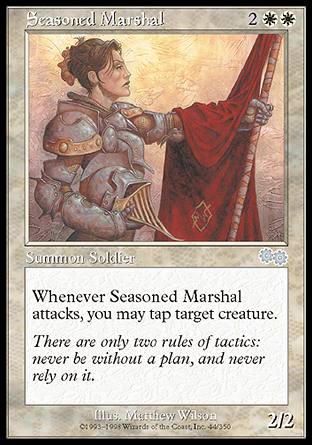 Seasoned Marshal 2
Summon Soldier
Whenever Seasoned Marshal
attacks, you may tap target creature.
There are only two rules of tactics:
never be without a plan, and never
rely on it.
Illus. Matthew Wilson
©1993-1998 Wizards of the Coast, Inc. 44/350
2/2